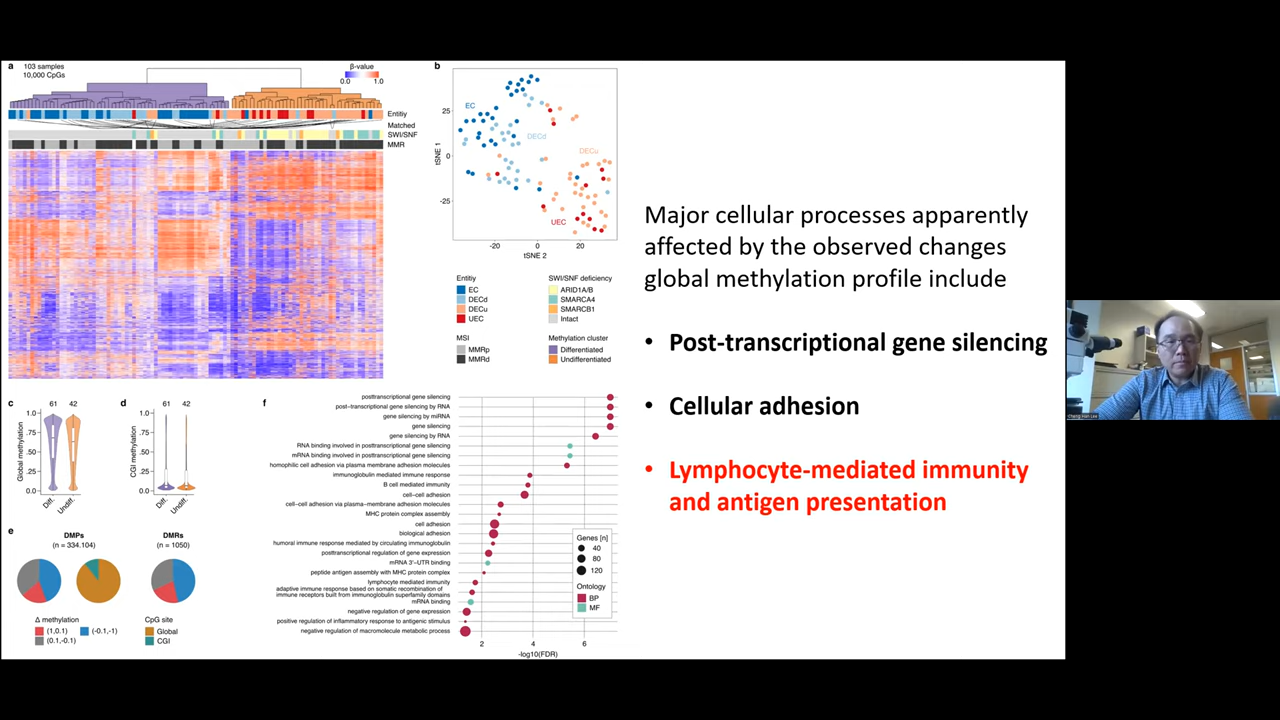 a
103 samples
10,000 CpGs
β-value
0.0
1.0
Entitiy
Matched
SWI/SNF
MMR
b
EC
DECd
DECu
UEC
25
0
-25
tSNE 1
-20
0
20
tSNE 2
Entitiy
EC
DECd
DECu
UEC
SWI/SNF deficiency
ARID1A/B
SMARCA4
SMARCB1
Intact
MSI
MMRp
MMRd
Methylation cluster
Differentiated
Undifferentiated
c
61
42
Global methylation
1.0
.75
.50
.25
0.0
Diff.
Undiff.
d
61
42
CGI methylation
1.0
.75
.50
.25
0.0
Diff.
Undiff.
e
DMPs
(n = 334.104)
DMRs
(n = 1050)
Δ methylation
(1,0.1)
(-0.1,-1)
(0.1,-0.1)
CpG site
Global
CGI
f
posttranscriptional gene silencing
post−transcriptional gene silencing by RNA
gene silencing by miRNA
gene silencing
gene silencing by RNA
RNA binding involved in posttranscriptional gene silencing
mRNA binding involved in posttranscriptional gene silencing
homophilic cell adhesion via plasma membrane adhesion molecules
immunoglobulin mediated immune response
B cell mediated immunity
cell−cell adhesion
cell−cell adhesion via plasma−membrane adhesion molecules
MHC protein complex assembly
cell adhesion
biological adhesion
humoral immune response mediated by circulating immunoglobulin
posttranscriptional regulation of gene expression
mRNA 3'−UTR binding
peptide antigen assembly with MHC protein complex
lymphocyte mediated immunity
adaptive immune response based on somatic recombination of
immune receptors built from immunoglobulin superfamily domains
mRNA binding
negative regulation of gene expression
positive regulation of inflammatory response to antigenic stimulus
negative regulation of macromolecule metabolic process
2
4
6
-log10(FDR)
Genes [n]
40
80
120
Ontology
BP
MF
Major cellular processes apparently
affected by the observed changes
global methylation profile include
• Post-transcriptional gene silencing
• Cellular adhesion
• Lymphocyte-mediated immunity
and antigen presentation
Cheng-Han Lee